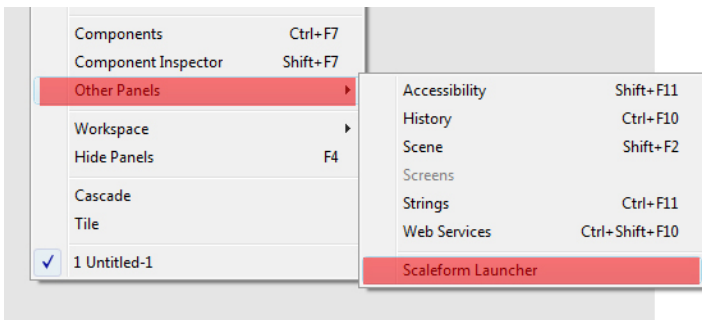 Components Ctrl+F7
Component Inspector Shift+F7
Other Panels
Workspace
Hide Panels F4
Cascade
Tile
1 Untitled-1
Accessibility Shift+F11
History Ctrl+F10
Scene Shift+F2
Screens
Strings Ctrl+F11
Web Services Ctrl+Shift+F10
Scaleform Launcher